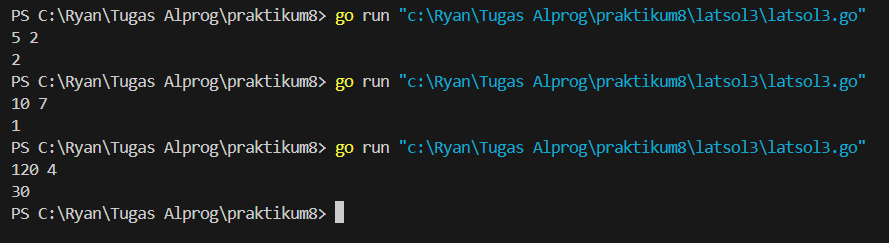 PS C:\Ryan\Tugas Alprog\praktikum8> go run "c:\Ryan\Tugas Alprog\praktikum8\latsol3\latsol3.go"
5 2
2
PS C:\Ryan\Tugas Alprog\praktikum8> go run "c:\Ryan\Tugas Alprog\praktikum8\latsol3\latsol3.go"
10 7
1
PS C:\Ryan\Tugas Alprog\praktikum8> go run "c:\Ryan\Tugas Alprog\praktikum8\latsol3\latsol3.go"
120 4
30
PS C:\Ryan\Tugas Alprog\praktikum8>